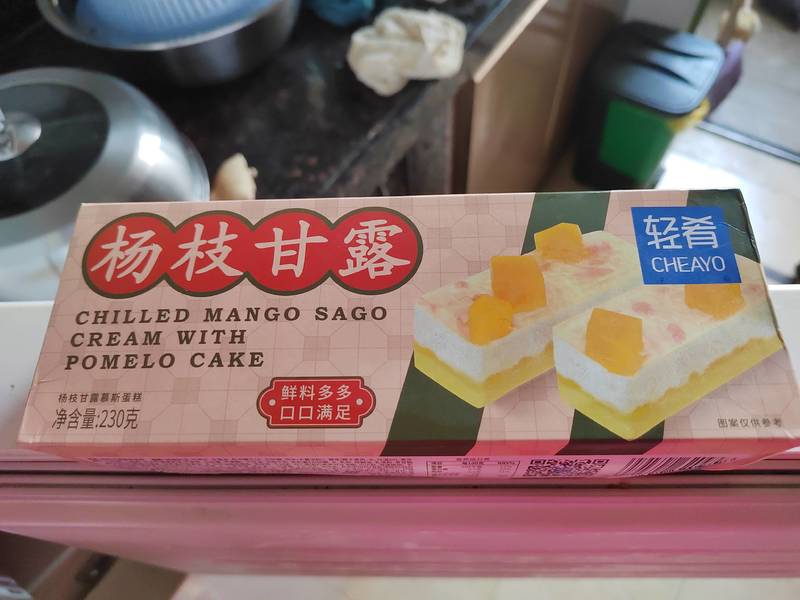 杨枝甘露
轻肴
CHEAYO
CHILLED MANGO SAGO
CREAM WITH
POMELO CAKE
鲜料多多
口口满足
杨枝甘露慕斯蛋糕
净含量:230克
图案仅供参考